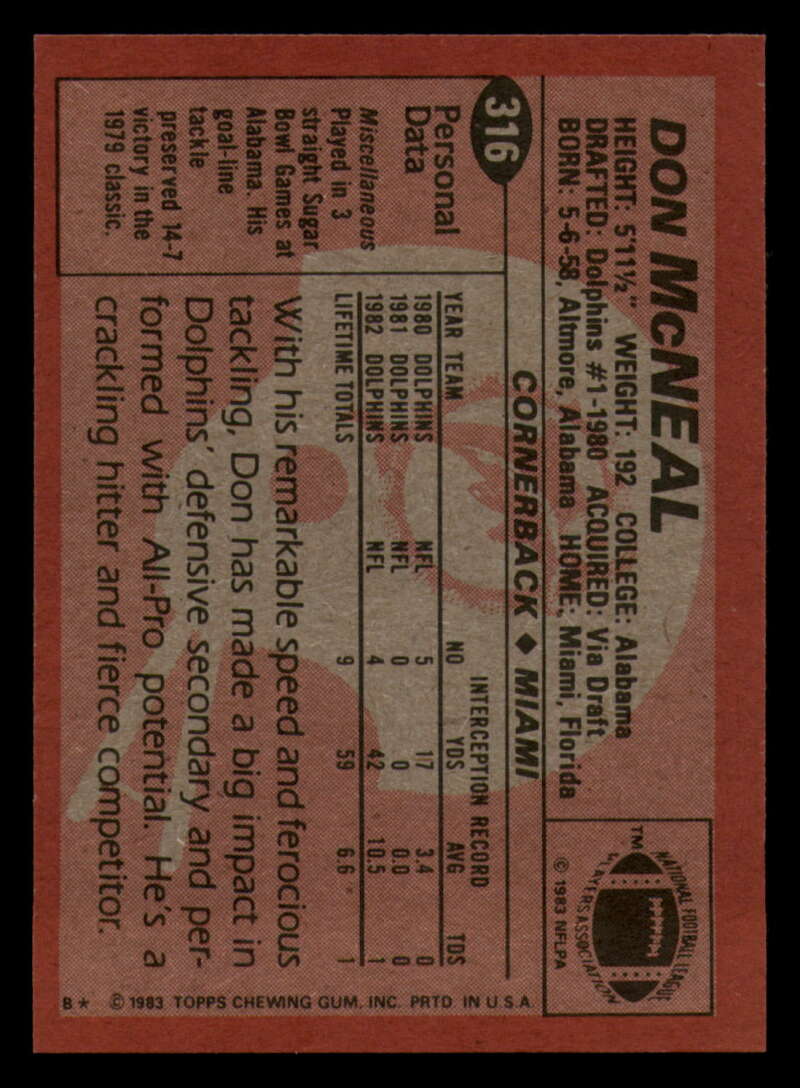 316
DON McNEAL
HEIGHT: 5'11½" WEIGHT: 192 COLLEGE: Alabama
DRAFTED: Dolphins #1-1980 ACQUIRED: Via Draft
BORN: 5-6-58, Altmore, Alabama HOME: Miami, Florida
CORNERBACK ♦ MIAMI
TM
NATIONAL FOOTBALL LEAGUE
PLAYERS ASSOCIATION
© 1983 NFLPA
Personal
Data
Miscellaneous
Played in 3
straight Sugar
Bowl Games at
Alabama. His
goal-line
tackle
preserved 14-7
victory in the
1979 classic.
INTERCEPTION RECORD
YEAR TEAM NO YDS AVG TDS
1980 DOLPHINS NFL 5 17 3.4 0
1981 DOLPHINS NFL 0 0 0.0 0
1982 DOLPHINS NFL 4 42 10.5 1
LIFETIME TOTALS 9 59 6.6 1
With his remarkable speed and ferocious
tackling, Don has made a big impact in
Dolphins' defensive secondary and per-
formed with All-Pro potential. He's a
crackling hitter and fierce competitor.
B* © 1983 TOPPS CHEWING GUM, INC. PRTD IN U.S.A.